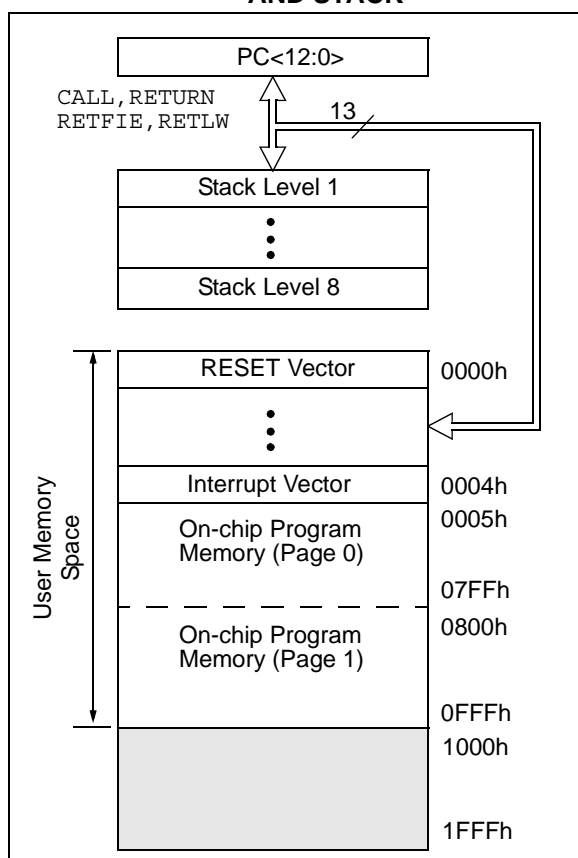 AND STACK
PC<12:0>
CALL,RETURN
RETFIE,RETLW
13
Stack Level 1
Stack Level 8
User Memory
Space
RESET Vector
0000h
Interrupt Vector
0004h
0005h
On-chip Program
Memory (Page 0)
07FFh
0800h
On-chip Program
Memory (Page 1)
0FFFh
1000h
1FFFh